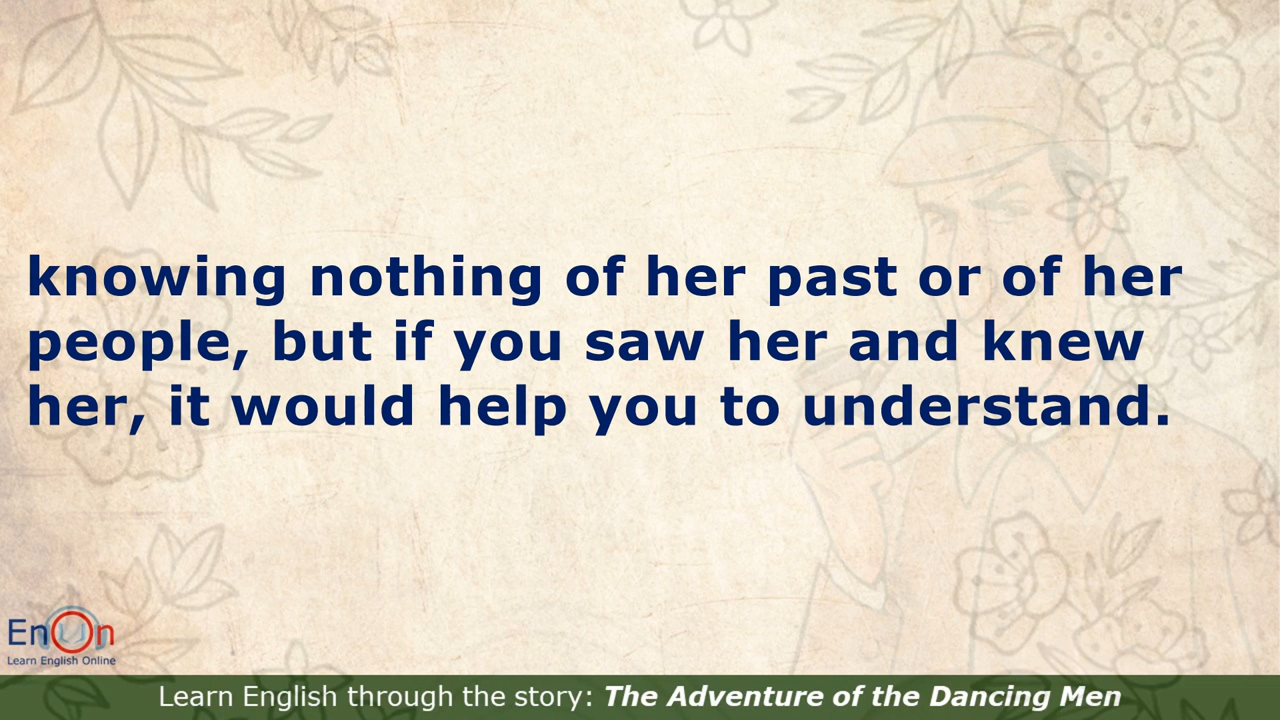 knowing nothing of her past or of her
people, but if you saw her and knew
her, it would help you to understand.
EnOn
Learn English Online
Learn English through the story: The Adventure of the Dancing Men